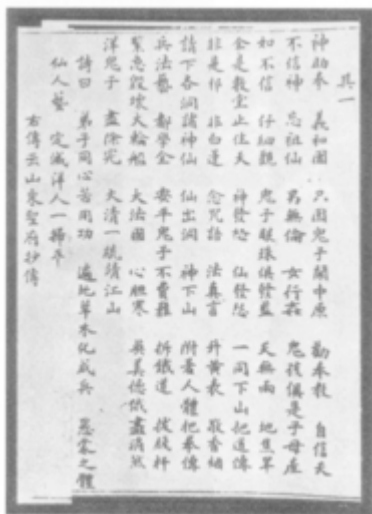 其一
神助拳 義和團 只因鬼子鬧中原 勸奉教 自信天
不信神 忘祖仙 男無倫 女行姦 鬼孩俱是子母產
如不信 仔細觀 鬼子眼珠俱發藍 天無雨 地焦旱
全是教堂止住天 神發怒 仙發怨 一同下山把道傳
非是邪 非白蓮 念咒語 法真言 升黃表 敬香烟
請下各洞諸神仙 仙出洞 神下山 附著人體把拳傳
兵法藝 都學全 要平鬼子不費難 拆鐵道 拔綫杆
緊急毀壞火輪船 大法國 心胆寒 英美德俄盡消然
洋鬼子 盡除完 大清一統靖江山
詩曰 弟子同心苦用功 遍地草木化成兵 愚蒙之體
仙人藝 定滅洋人一掃平
右傳云山東聖府抄傳